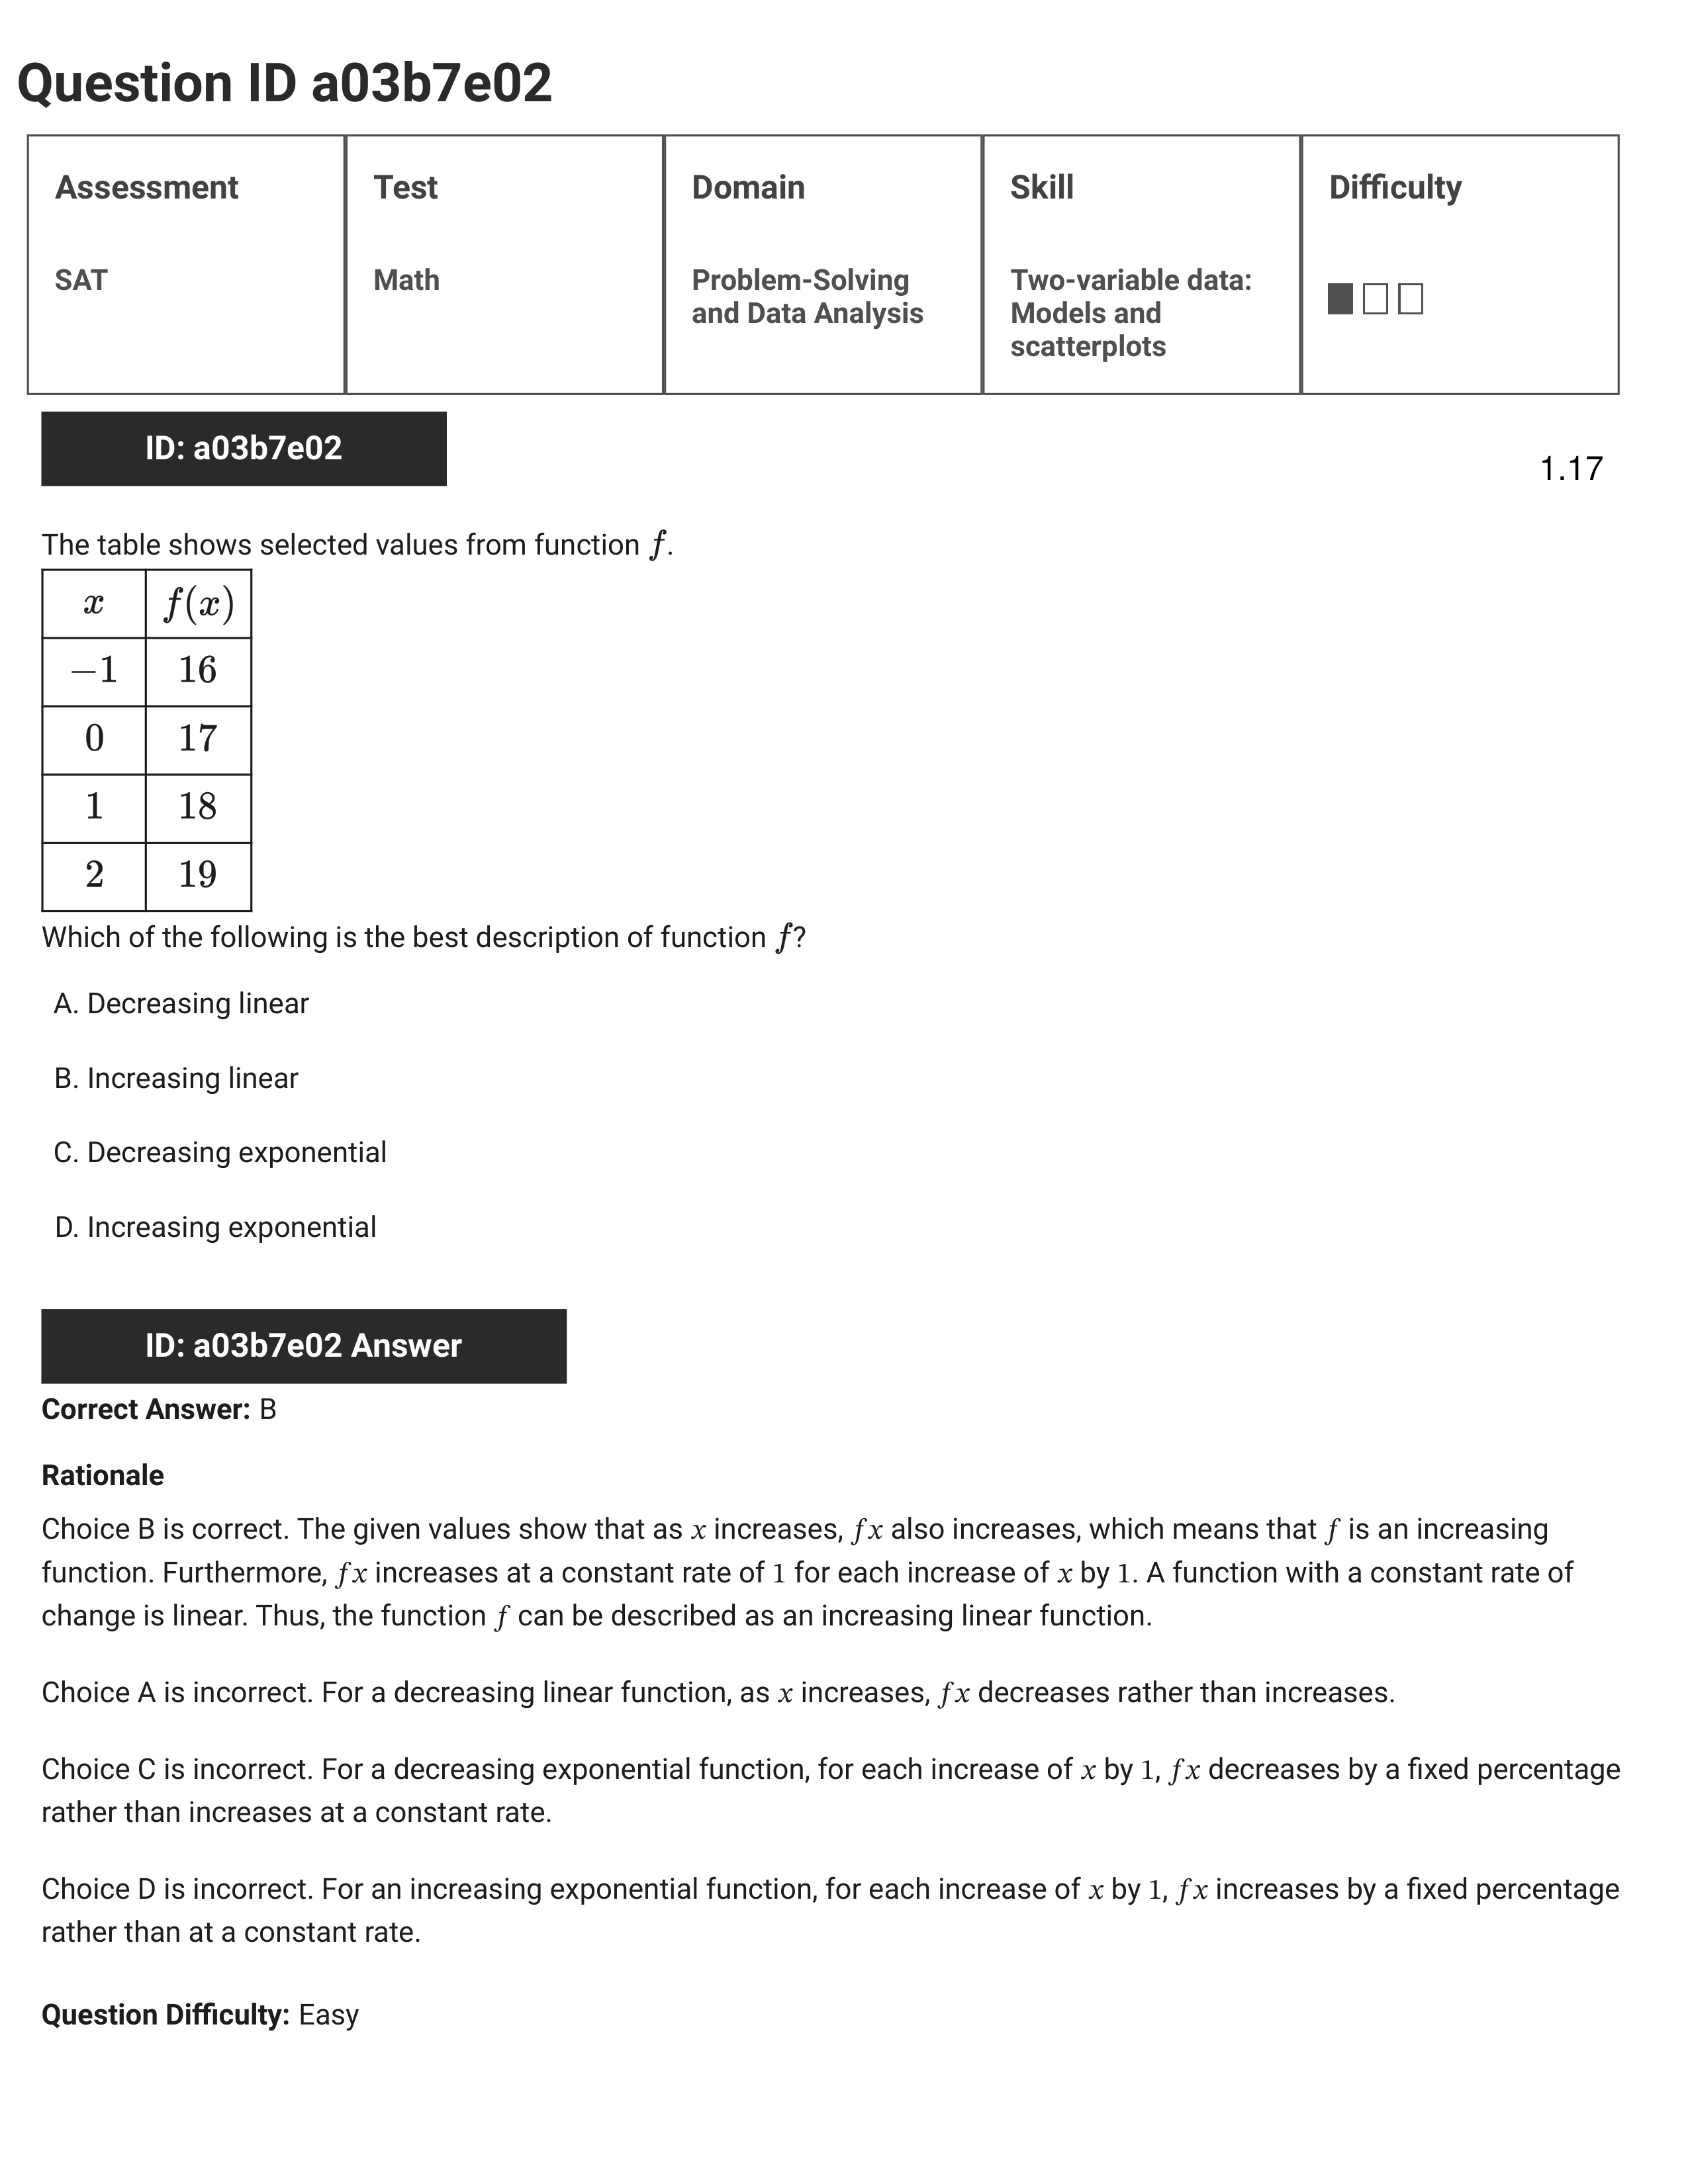 Question ID a03b7e02
Assessment Test Domain Skill Difficulty
SAT Math Problem-Solving and Data Analysis Two-variable data: Models and scatterplots
ID: a03b7e02
1.17
The table shows selected values from function f.
x f(x)
−1 16
0 17
1 18
2 19
Which of the following is the best description of function f?
A. Decreasing linear
B. Increasing linear
C. Decreasing exponential
D. Increasing exponential
ID: a03b7e02 Answer
Correct Answer: B
Rationale
Choice B is correct. The given values show that as x increases, fx also increases, which means that f is an increasing
function. Furthermore, fx increases at a constant rate of 1 for each increase of x by 1. A function with a constant rate of
change is linear. Thus, the function f can be described as an increasing linear function.
Choice A is incorrect. For a decreasing linear function, as x increases, fx decreases rather than increases.
Choice C is incorrect. For a decreasing exponential function, for each increase of x by 1, fx decreases by a fixed percentage
rather than increases at a constant rate.
Choice D is incorrect. For an increasing exponential function, for each increase of x by 1, fx increases by a fixed percentage
rather than at a constant rate.
Question Difficulty: Easy